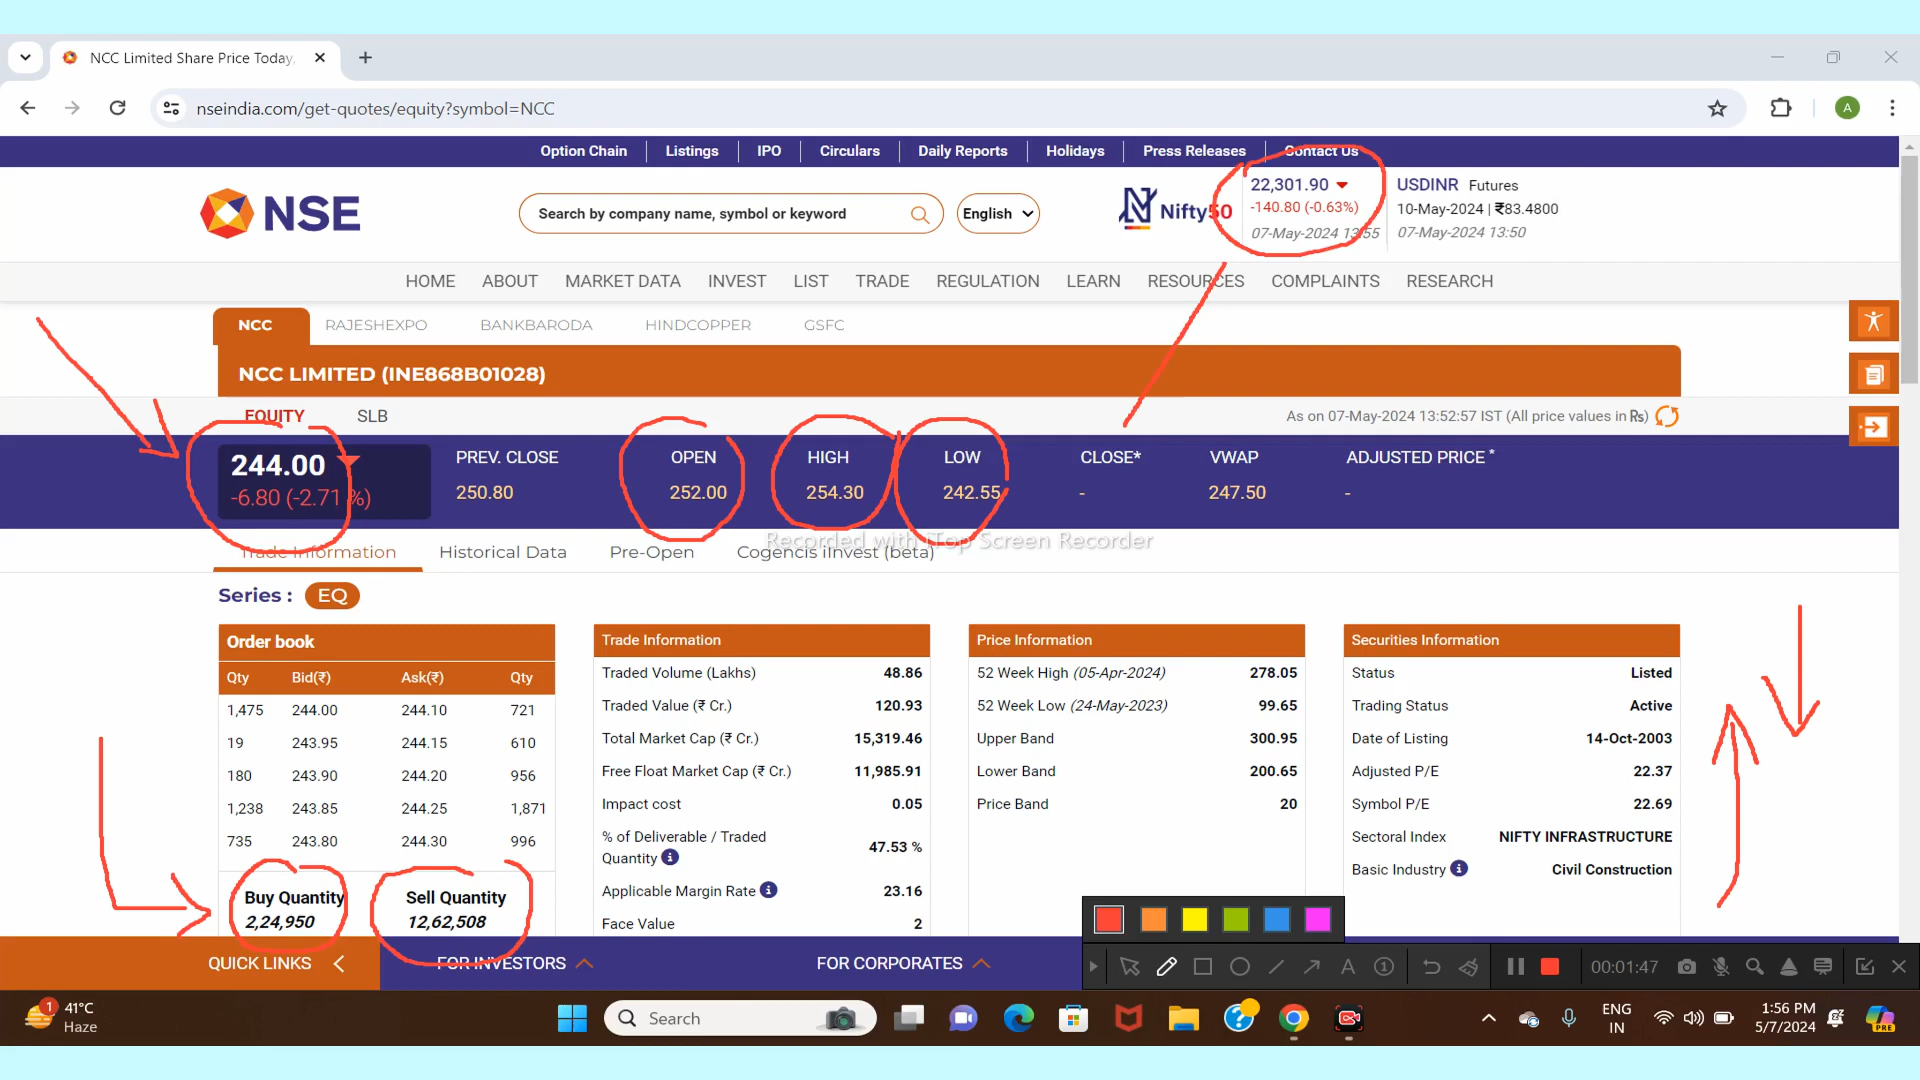 NCC Limited Share Price Today,
nseindia.com/get-quotes/equity?symbol=NCC
A
Option Chain Listings IPO Circulars Daily Reports Holidays Press Releases Contact Us
NSE
Search by company name, symbol or keyword
English
Nifty50
22,301.90
-140.80 (-0.63%)
07-May-2024 13:55
USDINR Futures
10-May-2024 | ₹83.4800
07-May-2024 13:50
HOME ABOUT MARKET DATA INVEST LIST TRADE REGULATION LEARN RESOURCES COMPLAINTS RESEARCH
NCC RAJESHEXPO BANKBARODA HINDCOPPER GSFC
NCC LIMITED (INE868B01028)
EQUITY SLB
As on 07-May-2024 13:52:57 IST (All price values in ₨)
244.00
-6.80 (-2.71 %)
PREV. CLOSE OPEN HIGH LOW CLOSE* VWAP ADJUSTED PRICE *
250.80 252.00 254.30 242.55 - 247.50 -
Recorded with iTop Screen Recorder
Trade Information Historical Data Pre-Open Cogencis iInvest (beta)
Series : EQ
Order book
Qty Bid(₹) Ask(₹) Qty
1,475 244.00 244.10 721
19 243.95 244.15 610
180 243.90 244.20 956
1,238 243.85 244.25 1,871
735 243.80 244.30 996
Buy Quantity Sell Quantity
2,24,950 12,62,508
Trade Information
Traded Volume (Lakhs) 48.86
Traded Value (₹ Cr.) 120.93
Total Market Cap (₹ Cr.) 15,319.46
Free Float Market Cap (₹ Cr.) 11,985.91
Impact cost 0.05
% of Deliverable / Traded
Quantity 47.53 %
Applicable Margin Rate 23.16
Face Value 2
Price Information
52 Week High (05-Apr-2024) 278.05
52 Week Low (24-May-2023) 99.65
Upper Band 300.95
Lower Band 200.65
Price Band 20
Securities Information
Status Listed
Trading Status Active
Date of Listing 14-Oct-2003
Adjusted P/E 22.37
Symbol P/E 22.69
Sectoral Index NIFTY INFRASTRUCTURE
Basic Industry Civil Construction
QUICK LINKS FOR INVESTORS FOR CORPORATES
A 1 00:01:47
1
41°C
Haze
Search
ENG
IN
1:56 PM
5/7/2024
PRE